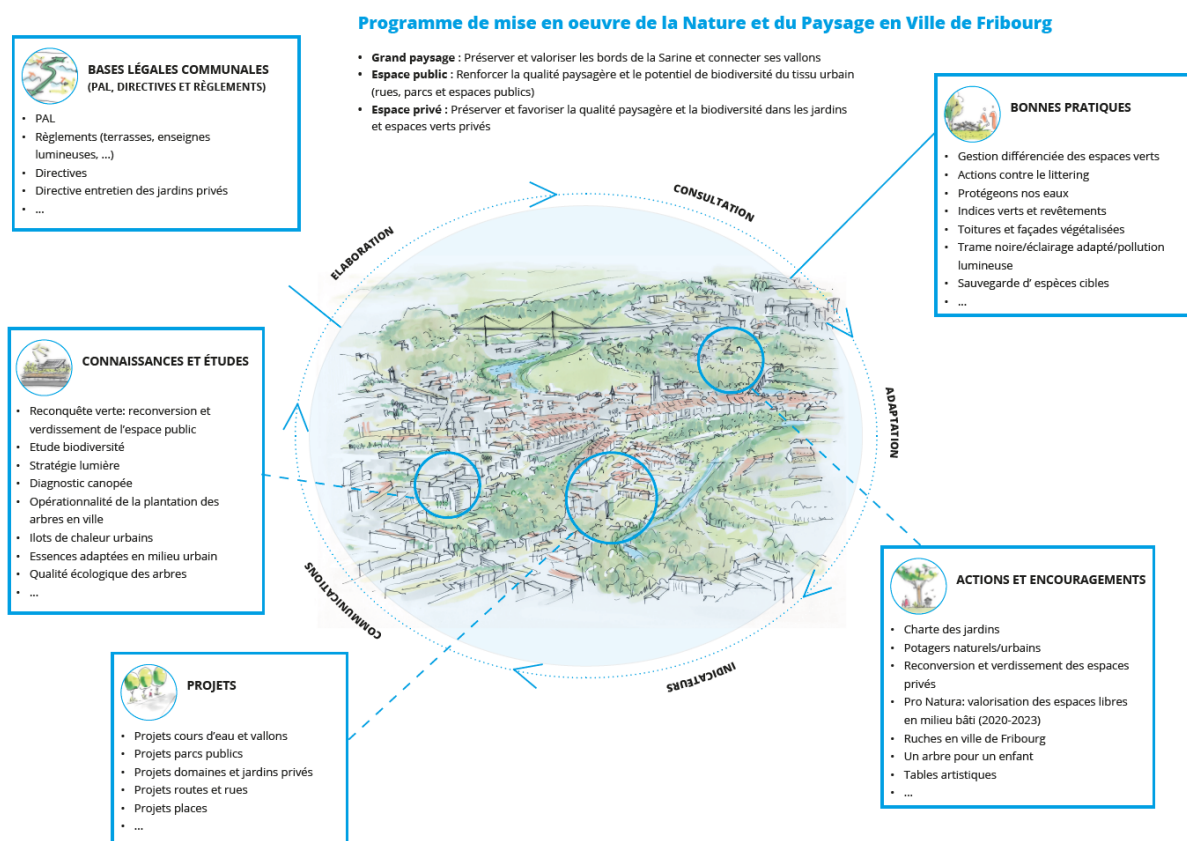 Programme de mise en oeuvre de la Nature et du Paysage en Ville de Fribourg
• Grand paysage : Préserver et valoriser les bords de la Sarine et connecter ses vallons
• Espace public : Renforcer la qualité paysagère et le potentiel de biodiversité du tissu urbain
(rues, parcs et espaces publics)
• Espace privé : Préserver et favoriser la qualité paysagère et la biodiversité dans les jardins
et espaces verts privés
BASES LÉGALES COMMUNALES
(PAL, DIRECTIVES ET RÈGLEMENTS)
• PAL
• Règlements (terrasses, enseignes
lumineuses, ...)
• Directives
• Directive entretien des jardins privés
• ...
BONNES PRATIQUES
• Gestion différenciée des espaces verts
• Actions contre le littering
• Protégeons nos eaux
• Indices verts et revêtements
• Toitures et façades végétalisées
• Trame noire/éclairage adapté/pollution
lumineuse
• Sauvegarde d' espèces cibles
• ...
ELABORATION
CONSULTATION
ADAPTATION
INDICATEURS
COMMUNICATIONS
CONNAISSANCES ET ÉTUDES
• Reconquête verte: reconversion et
verdissement de l'espace public
• Etude biodiversité
• Stratégie lumière
• Diagnostic canopée
• Opérationnalité de la plantation des
arbres en ville
• Ilots de chaleur urbains
• Essences adaptées en milieu urbain
• Qualité écologique des arbres
• ...
ACTIONS ET ENCOURAGEMENTS
• Charte des jardins
• Potagers naturels/urbains
• Reconversion et verdissement des espaces
privés
• Pro Natura: valorisation des espaces libres
en milieu bâti (2020-2023)
• Ruches en ville de Fribourg
• Un arbre pour un enfant
• Tables artistiques
• ...
PROJETS
• Projets cours d'eau et vallons
• Projets parcs publics
• Projets domaines et jardins privés
• Projets routes et rues
• Projets places
• ...